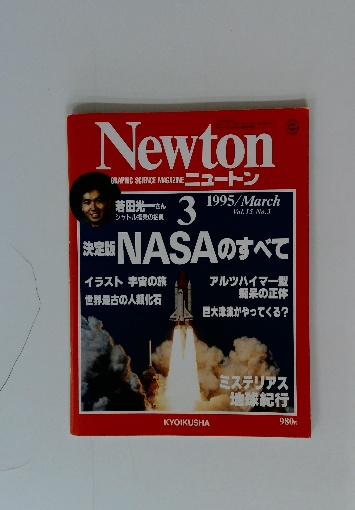 Newton
GRAPHIC SCIENCE MAGAZINE ニュートン
若田光一さん
3
1995/March
Vol.15 No.3
決定版 NASAのすべて
イラスト 宇宙の旅
世界最古の人類化石
アルツハイマー型
痴呆の正体
巨大津波がやってくる?
ミステリアス
地球紀行
KYOIKUSHA
980円